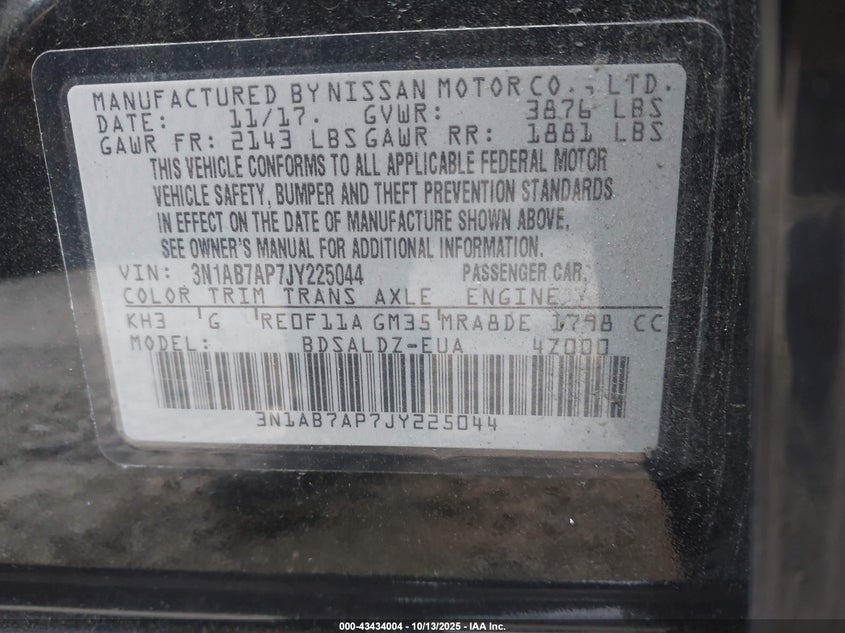 MANUFACTURED BY NISSAN MOTOR CO., LTD.
DATE: 11/17. GVWR: 3876 LBS
GAWR FR: 2143 LBS GAWR RR: 1881 LBS
THIS VEHICLE CONFORMS TO ALL APPLICABLE FEDERAL MOTOR
VEHICLE SAFETY, BUMPER AND THEFT PREVENTION STANDARDS
IN EFFECT ON THE DATE OF MANUFACTURE SHOWN ABOVE,
SEE OWNER'S MANUAL FOR ADDITIONAL INFORMATION.
VIN: 3N1AB7AP7JY225044 PASSENGER CAR.
COLOR TRIM TRANS AXLE ENGINE
KH3 G RE0F11A GM35 MRA8DE 1798 CC
MODEL: BDSALDZ-EUA 4Z000
3N1AB7AP7JY225044
000-43434004 | 10/13/2025 - IAA Inc.